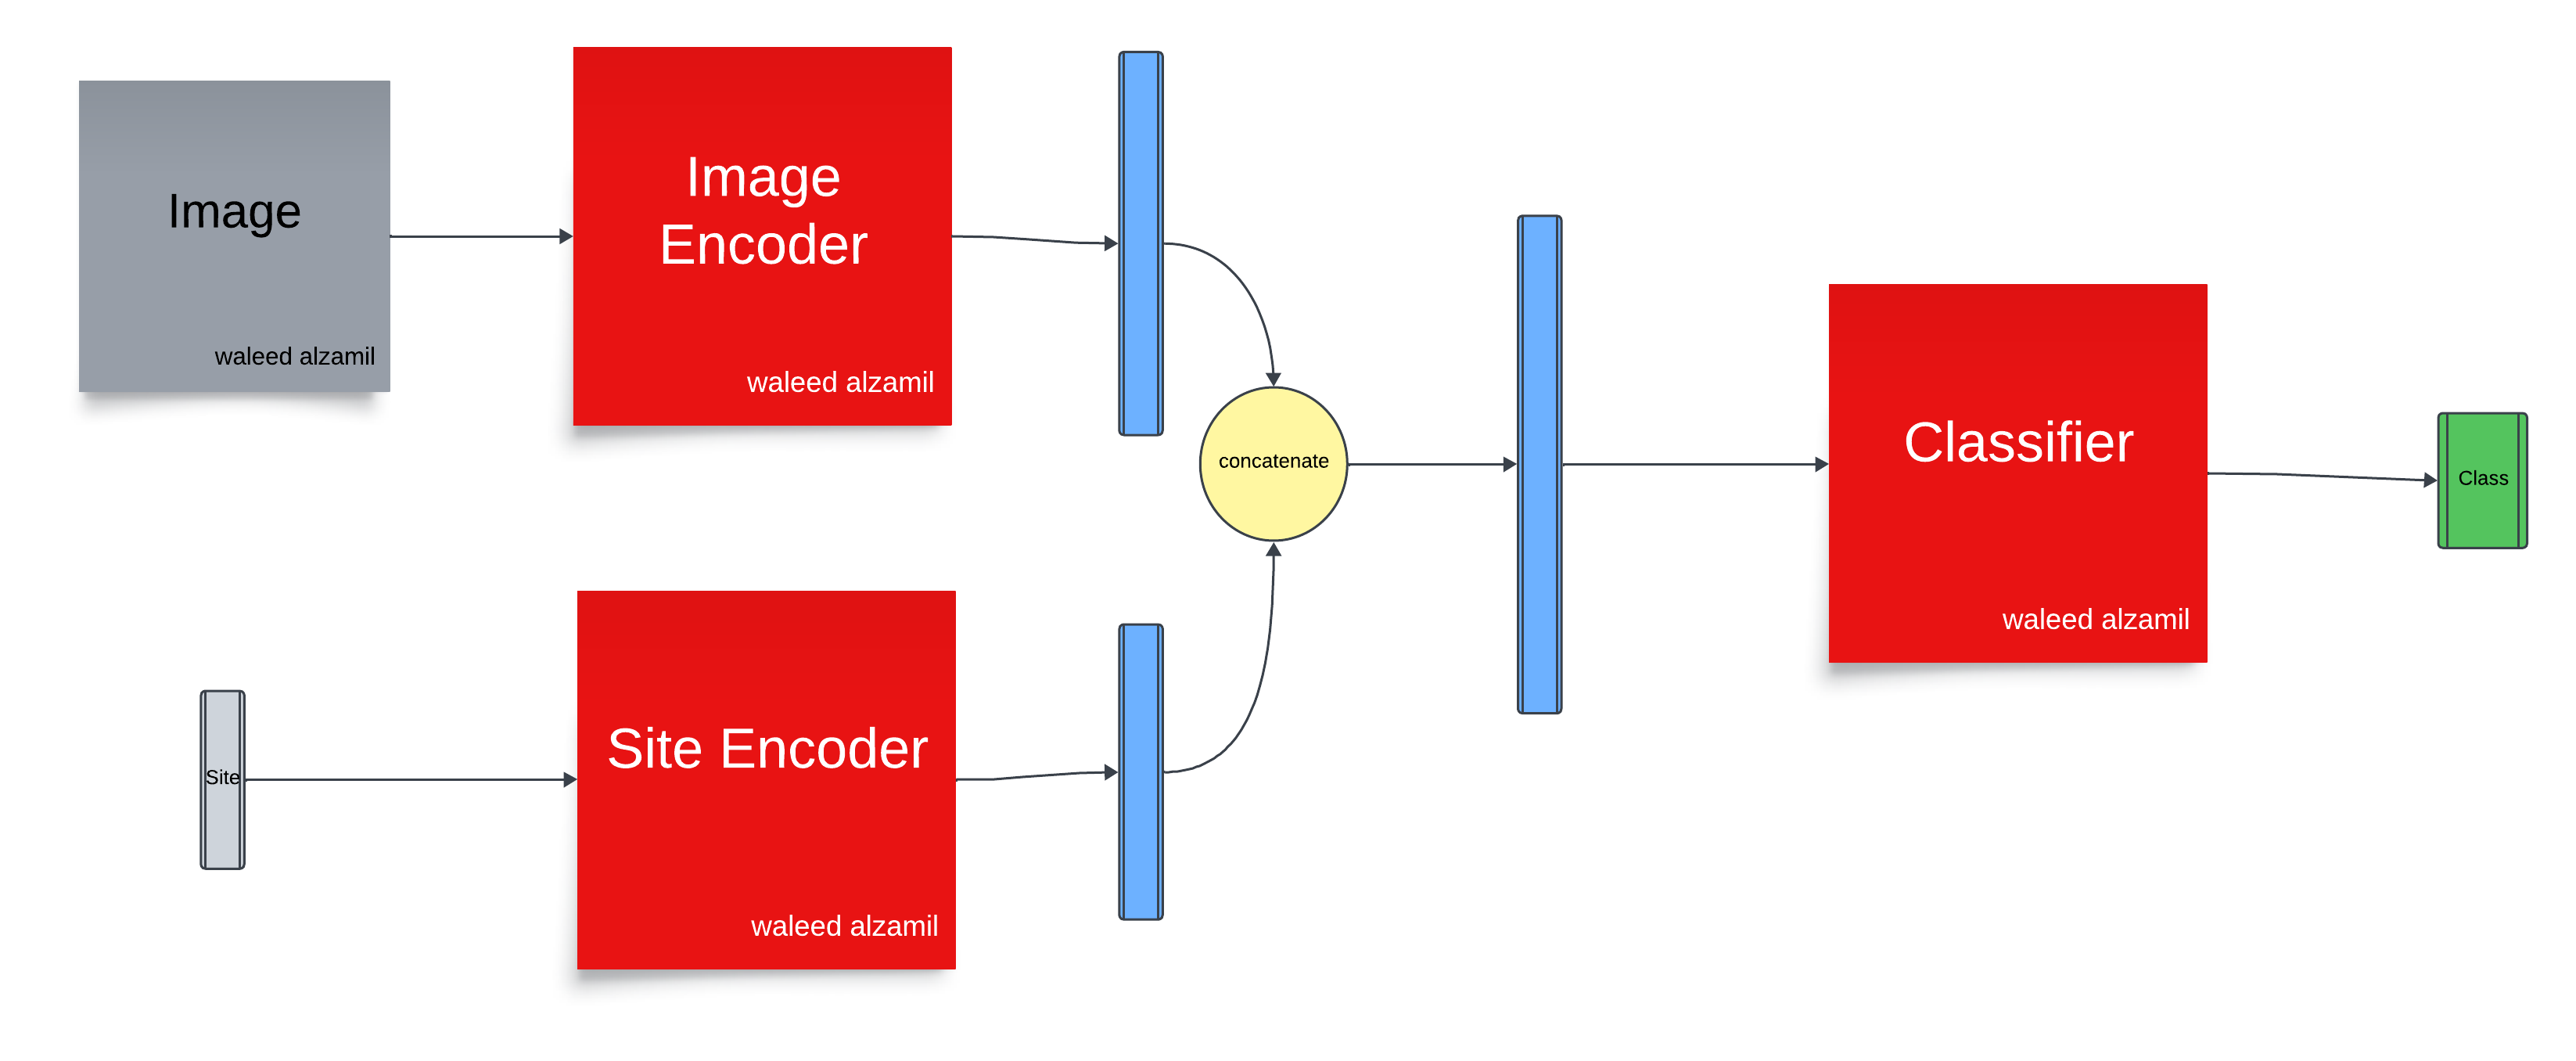 Image
waleed alzamil
Image
Encoder
waleed alzamil
concatenate
Classifier
waleed alzamil
Class
Site
Site Encoder
waleed alzamil